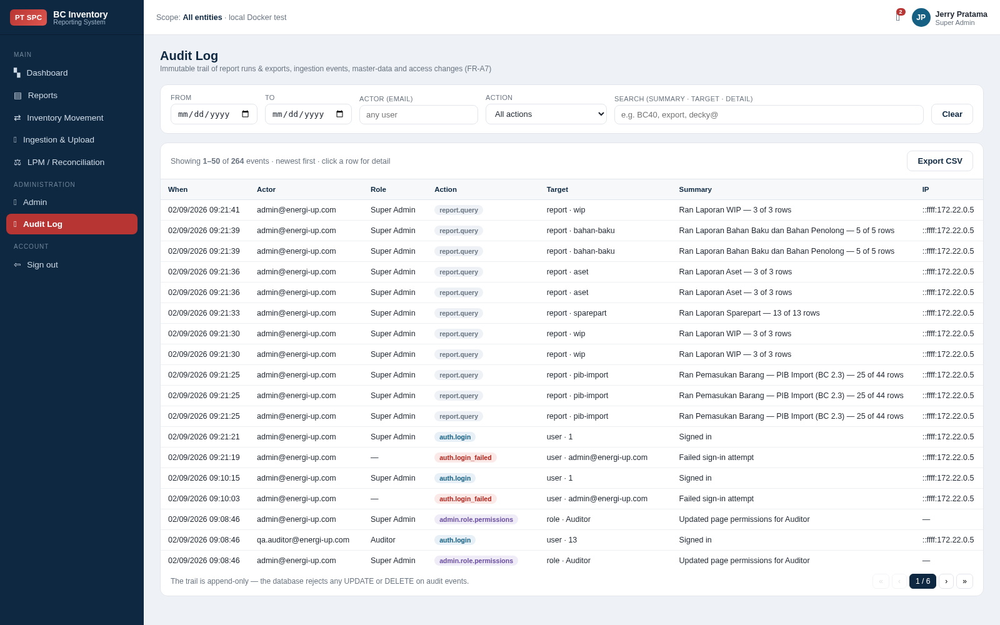 PT SPC
BC Inventory
Reporting System
Scope: All entities · local Docker test
2
JP
Jerry Pratama
Super Admin
MAIN
Dashboard
Reports
Inventory Movement
Ingestion & Upload
LPM / Reconciliation
ADMINISTRATION
Admin
Audit Log
ACCOUNT
Sign out
Audit Log
Immutable trail of report runs & exports, ingestion events, master-data and access changes (FR-A7)
FROM TO ACTOR (EMAIL) ACTION SEARCH (SUMMARY · TARGET · DETAIL)
mm/dd/yyyy mm/dd/yyyy any user All actions e.g. BC40, export, decky@ Clear
Showing 1–50 of 264 events · newest first · click a row for detail Export CSV
When Actor Role Action Target Summary IP
02/09/2026 09:21:41 admin@energi-up.com Super Admin report.query report · wip Ran Laporan WIP — 3 of 3 rows ::ffff:172.22.0.5
02/09/2026 09:21:39 admin@energi-up.com Super Admin report.query report · bahan-baku Ran Laporan Bahan Baku dan Bahan Penolong — 5 of 5 rows ::ffff:172.22.0.5
02/09/2026 09:21:39 admin@energi-up.com Super Admin report.query report · bahan-baku Ran Laporan Bahan Baku dan Bahan Penolong — 5 of 5 rows ::ffff:172.22.0.5
02/09/2026 09:21:36 admin@energi-up.com Super Admin report.query report · aset Ran Laporan Aset — 3 of 3 rows ::ffff:172.22.0.5
02/09/2026 09:21:36 admin@energi-up.com Super Admin report.query report · aset Ran Laporan Aset — 3 of 3 rows ::ffff:172.22.0.5
02/09/2026 09:21:33 admin@energi-up.com Super Admin report.query report · sparepart Ran Laporan Sparepart — 13 of 13 rows ::ffff:172.22.0.5
02/09/2026 09:21:30 admin@energi-up.com Super Admin report.query report · wip Ran Laporan WIP — 3 of 3 rows ::ffff:172.22.0.5
02/09/2026 09:21:30 admin@energi-up.com Super Admin report.query report · wip Ran Laporan WIP — 3 of 3 rows ::ffff:172.22.0.5
02/09/2026 09:21:25 admin@energi-up.com Super Admin report.query report · pib-import Ran Pemasukan Barang — PIB Import (BC 2.3) — 25 of 44 rows ::ffff:172.22.0.5
02/09/2026 09:21:25 admin@energi-up.com Super Admin report.query report · pib-import Ran Pemasukan Barang — PIB Import (BC 2.3) — 25 of 44 rows ::ffff:172.22.0.5
02/09/2026 09:21:25 admin@energi-up.com Super Admin report.query report · pib-import Ran Pemasukan Barang — PIB Import (BC 2.3) — 25 of 44 rows ::ffff:172.22.0.5
02/09/2026 09:21:21 admin@energi-up.com Super Admin auth.login user · 1 Signed in ::ffff:172.22.0.5
02/09/2026 09:21:19 admin@energi-up.com — auth.login_failed user · admin@energi-up.com Failed sign-in attempt ::ffff:172.22.0.5
02/09/2026 09:10:15 admin@energi-up.com Super Admin auth.login user · 1 Signed in ::ffff:172.22.0.5
02/09/2026 09:10:03 admin@energi-up.com — auth.login_failed user · admin@energi-up.com Failed sign-in attempt ::ffff:172.22.0.5
02/09/2026 09:08:46 admin@energi-up.com Super Admin admin.role.permissions role · Auditor Updated page permissions for Auditor —
02/09/2026 09:08:46 qa.auditor@energi-up.com Auditor auth.login user · 13 Signed in ::ffff:172.22.0.5
02/09/2026 09:08:46 admin@energi-up.com Super Admin admin.role.permissions role · Auditor Updated page permissions for Auditor —
The trail is append-only — the database rejects any UPDATE or DELETE on audit events. « ‹ 1 / 6 › »